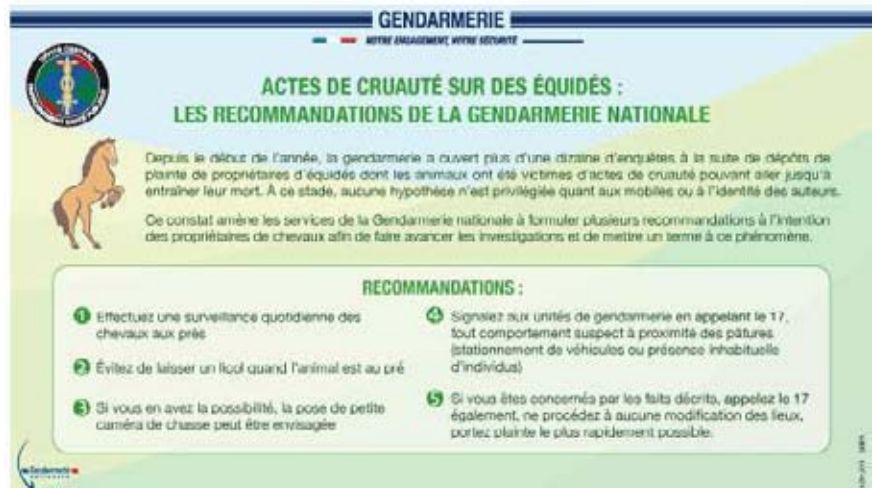 GENDARMERIE
NOTRE ENGAGEMENT, VOTRE SÉCURITÉ
ACTES DE CRUAUTÉ SUR DES ÉQUIDÉS :
LES RECOMMANDATIONS DE LA GENDARMERIE NATIONALE
Depuis le début de l'année, la gendarmerie a ouvert plus d'une dizaine d'enquêtes à la suite de dépôts de
plainte de propriétaires d'équidés dont les animaux ont été victimes d'actes de cruauté pouvant aller jusqu'à
entraîner leur mort. À ce stade, aucune hypothèse n'est privilégiée quant aux mobiles ou à l'identité des auteurs.
Ce constat amène les services de la Gendarmerie nationale à formuler plusieurs recommandations à l'intention
des propriétaires de chevaux afin de faire avancer les investigations et de mettre un terme à ce phénomène.
RECOMMANDATIONS :
1 Effectuez une surveillance quotidienne des
chevaux aux prés
2 Évitez de laisser un licol quand l'animal est au pré
3 Si vous en avez la possibilité, la pose de petite
caméra de chasse peut être envisagée
4 Signalez aux unités de gendarmerie en appelant le 17,
tout comportement suspect à proximité des pâtures
(stationnement de véhicules ou présence inhabituelle
d'individus)
5 Si vous êtes concernés par les faits décrits, appelez le 17
également, ne procédez à aucune modification des lieux,
portez plainte le plus rapidement possible.
Gendarmerie